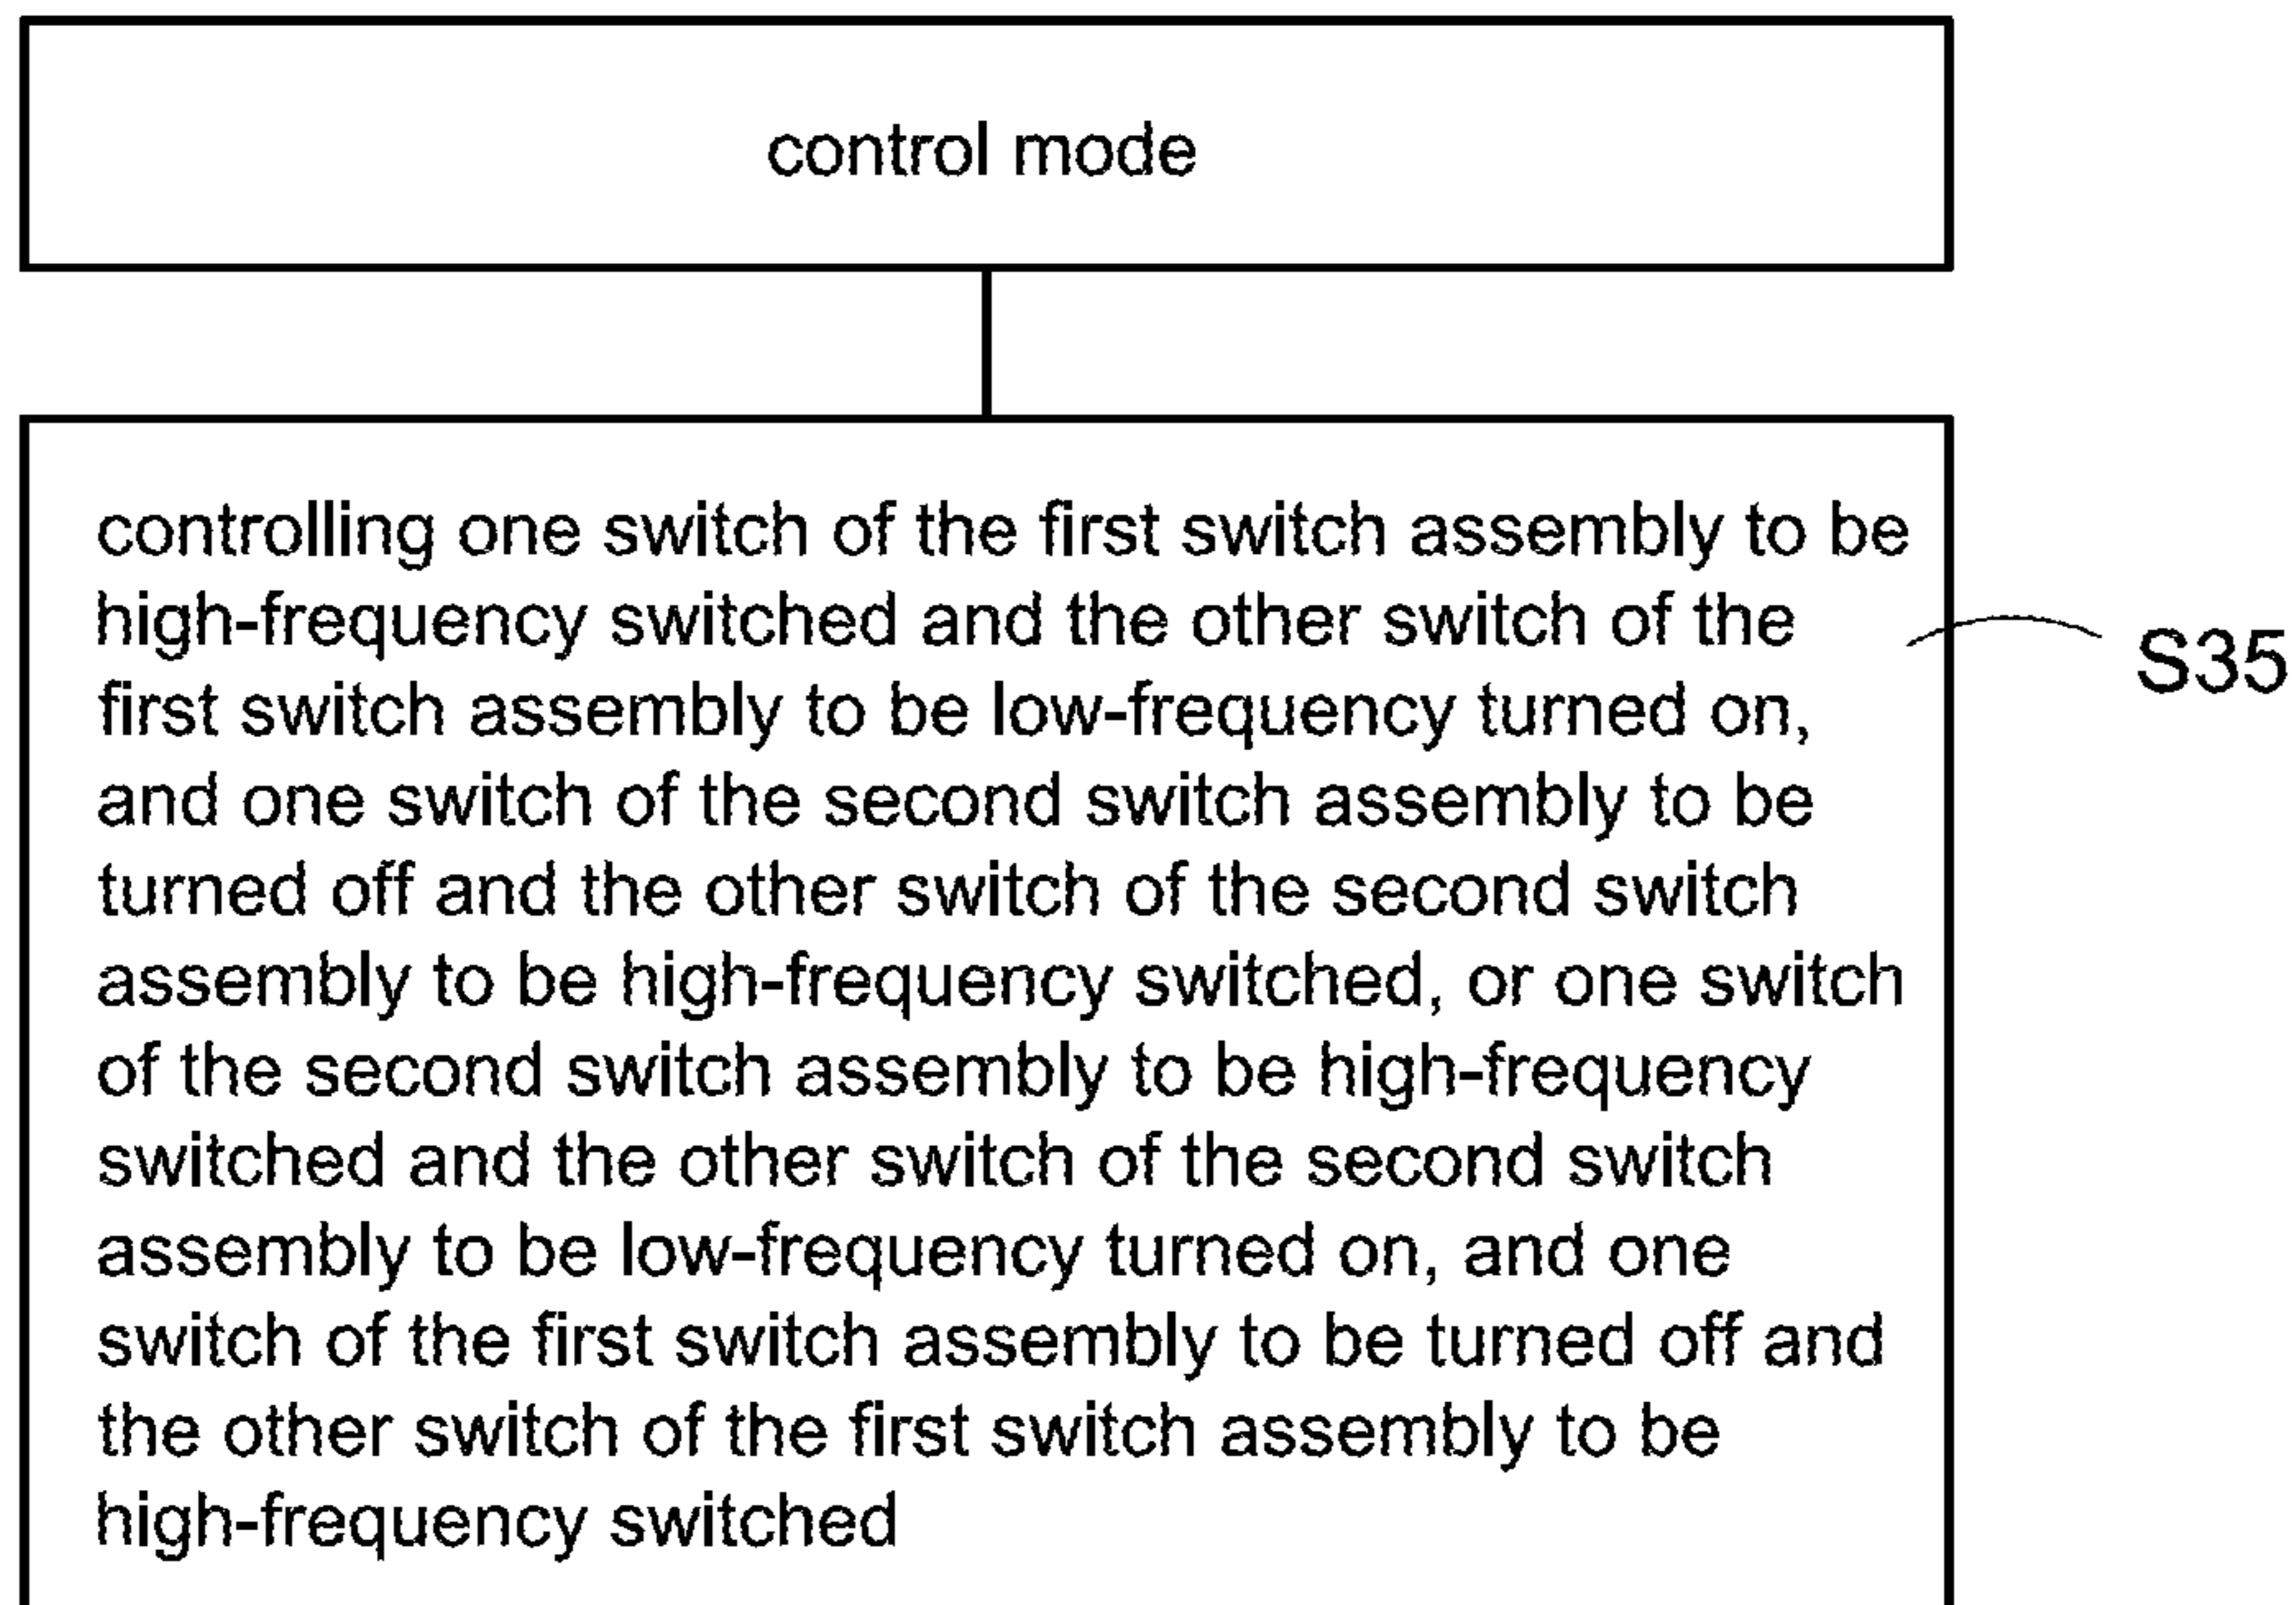 control mode
controlling one switch of the first switch assembly to be
high-frequency switched and the other switch of the
first switch assembly to be low-frequency turned on,
and one switch of the second switch assembly to be
turned off and the other switch of the second switch
assembly to be high-frequency switched, or one switch
of the second switch assembly to be high-frequency
switched and the other switch of the second switch
assembly to be low-frequency turned on, and one
switch of the first switch assembly to be turned off and
the other switch of the first switch assembly to be
high-frequency switched
S35